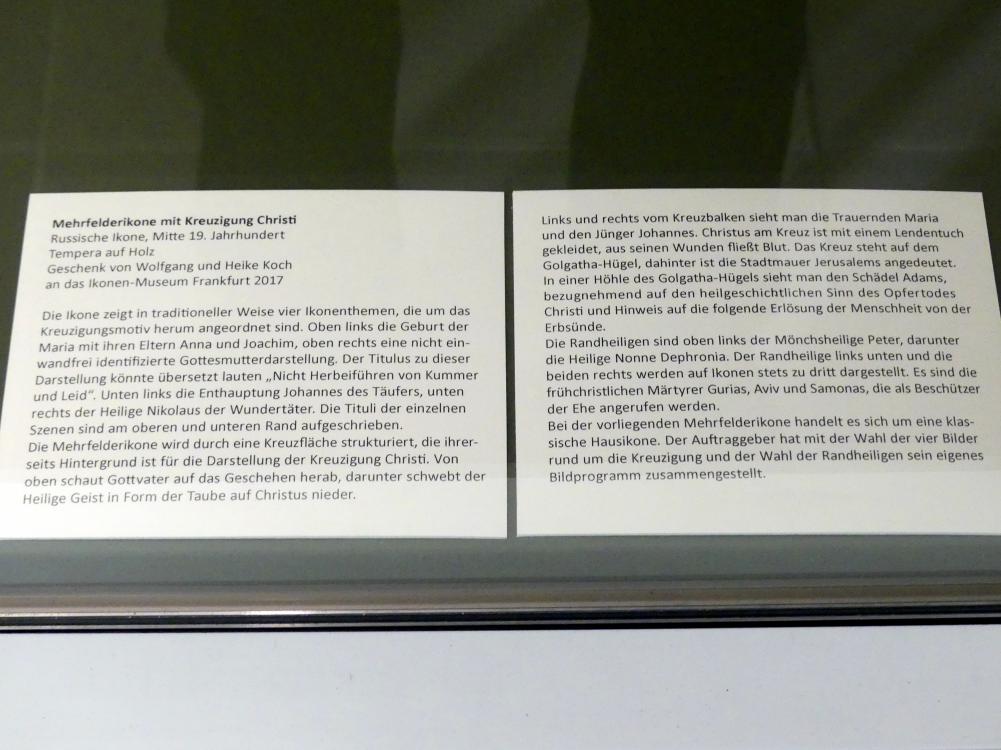 Mehrfelderikone mit Kreuzigung Christi
Russische Ikone, Mitte 19. Jahrhundert
Tempera auf Holz
Geschenk von Wolfgang und Heike Koch
an das Ikonen-Museum Frankfurt 2017
Die Ikone zeigt in traditioneller Weise vier Ikonenthemen, die um das
Kreuzigungsmotiv herum angeordnet sind. Oben links die Geburt der
Maria mit ihren Eltern Anna und Joachim, oben rechts eine nicht ein-
wandfrei identifizierte Gottesmutterdarstellung. Der Titulus zu dieser
Darstellung könnte übersetzt lauten „Nicht Herbeiführen von Kummer
und Leid“. Unten links die Enthauptung Johannes des Täufers, unten
rechts der Heilige Nikolaus der Wundertäter. Die Tituli der einzelnen
Szenen sind am oberen und unteren Rand aufgeschrieben.
Die Mehrfelderikone wird durch eine Kreuzfläche strukturiert, die ihrer-
seits Hintergrund ist für die Darstellung der Kreuzigung Christi. Von
oben schaut Gottvater auf das Geschehen herab, darunter schwebt der
Heilige Geist in Form der Taube auf Christus nieder.
Links und rechts vom Kreuzbalken sieht man die Trauernden Maria
und den Jünger Johannes. Christus am Kreuz ist mit einem Lendentuch
gekleidet, aus seinen Wunden fließt Blut. Das Kreuz steht auf dem
Golgatha-Hügel, dahinter ist die Stadtmauer Jerusalems angedeutet.
In einer Höhle des Golgatha-Hügels sieht man den Schädel Adams,
bezugnehmend auf den heilgeschichtlichen Sinn des Opfertodes
Christi und Hinweis auf die folgende Erlösung der Menschheit von der
Erbsünde.
Die Randheiligen sind oben links der Mönchsheilige Peter, darunter
die Heilige Nonne Dephronia. Der Randheilige links unten und die
beiden rechts werden auf Ikonen stets zu dritt dargestellt. Es sind die
frühchristlichen Märtyrer Gurias, Aviv und Samonas, die als Beschützer
der Ehe angerufen werden.
Bei der vorliegenden Mehrfelderikone handelt es sich um eine klas-
sische Hausikone. Der Auftraggeber hat mit der Wahl der vier Bilder
rund um die Kreuzigung und der Wahl der Randheiligen sein eigenes
Bildprogramm zusammengestellt.